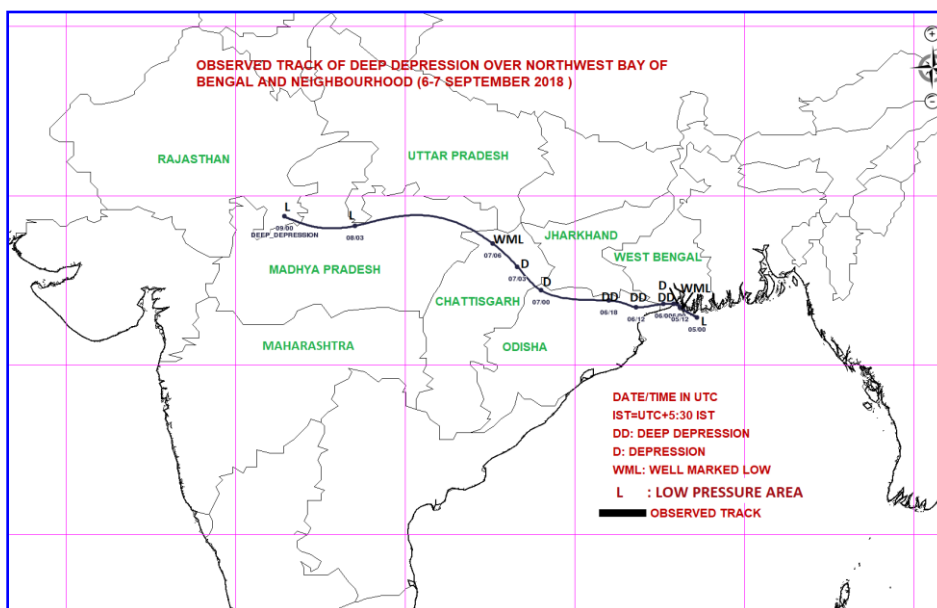 OBSERVED TRACK OF DEEP DEPRESSION OVER NORTHWEST BAY OF
BENGAL AND NEIGHBOURHOOD (6-7 SEPTEMBER 2018 )
RAJASTHAN
UTTAR PRADESH
L
09/00
DEEP_DEPRESSION
L
08/03
WML
07/06
JHARKHAND
WEST BENGAL
MADHYA PRADESH
D
07/03
D
07/00
CHATTISGARH
DD
06/18
DD
06/12
D
DD
WML
05/12
L
05/00
MAHARASHTRA
ODISHA
DATE/TIME IN UTC
IST=UTC+5:30 IST
DD: DEEP DEPRESSION
D: DEPRESSION
WML: WELL MARKED LOW
L : LOW PRESSURE AREA
OBSERVED TRACK